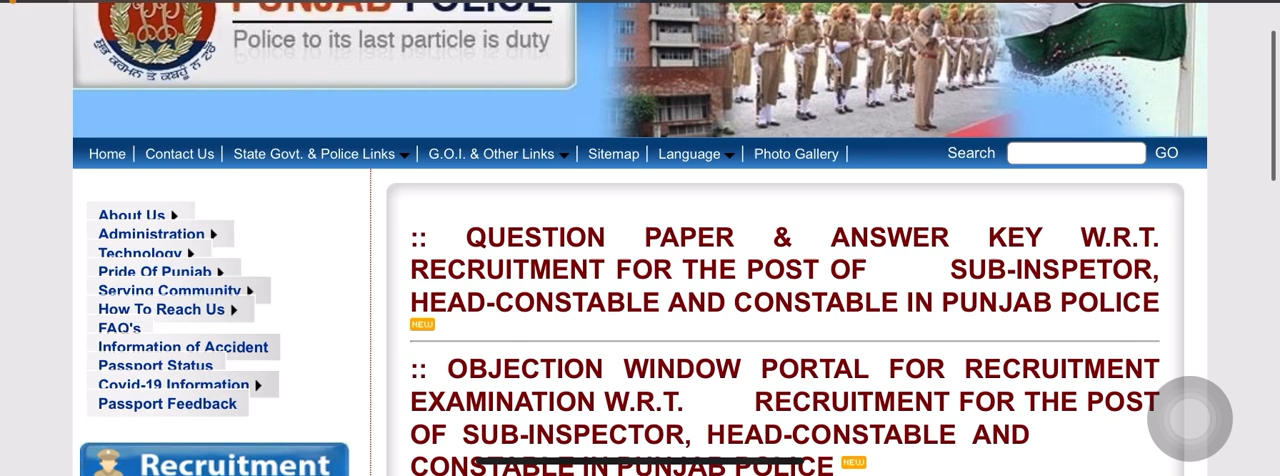 PUNJAB POLICE
Police to its last particle is duty
ਸ਼ੁਭ ਕਰਮਨ ਤੇ ਕਬਹੂੰ ਨ ਟਰੋਂ
Home | Contact Us | State Govt. & Police Links | G.O.I. & Other Links | Sitemap | Language | Photo Gallery | Search GO
About Us
Administration
Technology
Pride Of Punjab
Serving Community
How To Reach Us
FAQ's
Information of Accident
Passport Status
Covid-19 Information
Passport Feedback
Recruitment
:: QUESTION PAPER & ANSWER KEY W.R.T.
RECRUITMENT FOR THE POST OF SUB-INSPETOR,
HEAD-CONSTABLE AND CONSTABLE IN PUNJAB POLICE
NEW
:: OBJECTION WINDOW PORTAL FOR RECRUITMENT
EXAMINATION W.R.T. RECRUITMENT FOR THE POST
OF SUB-INSPECTOR, HEAD-CONSTABLE AND
CONSTABLE IN PUNJAB POLICE NEW